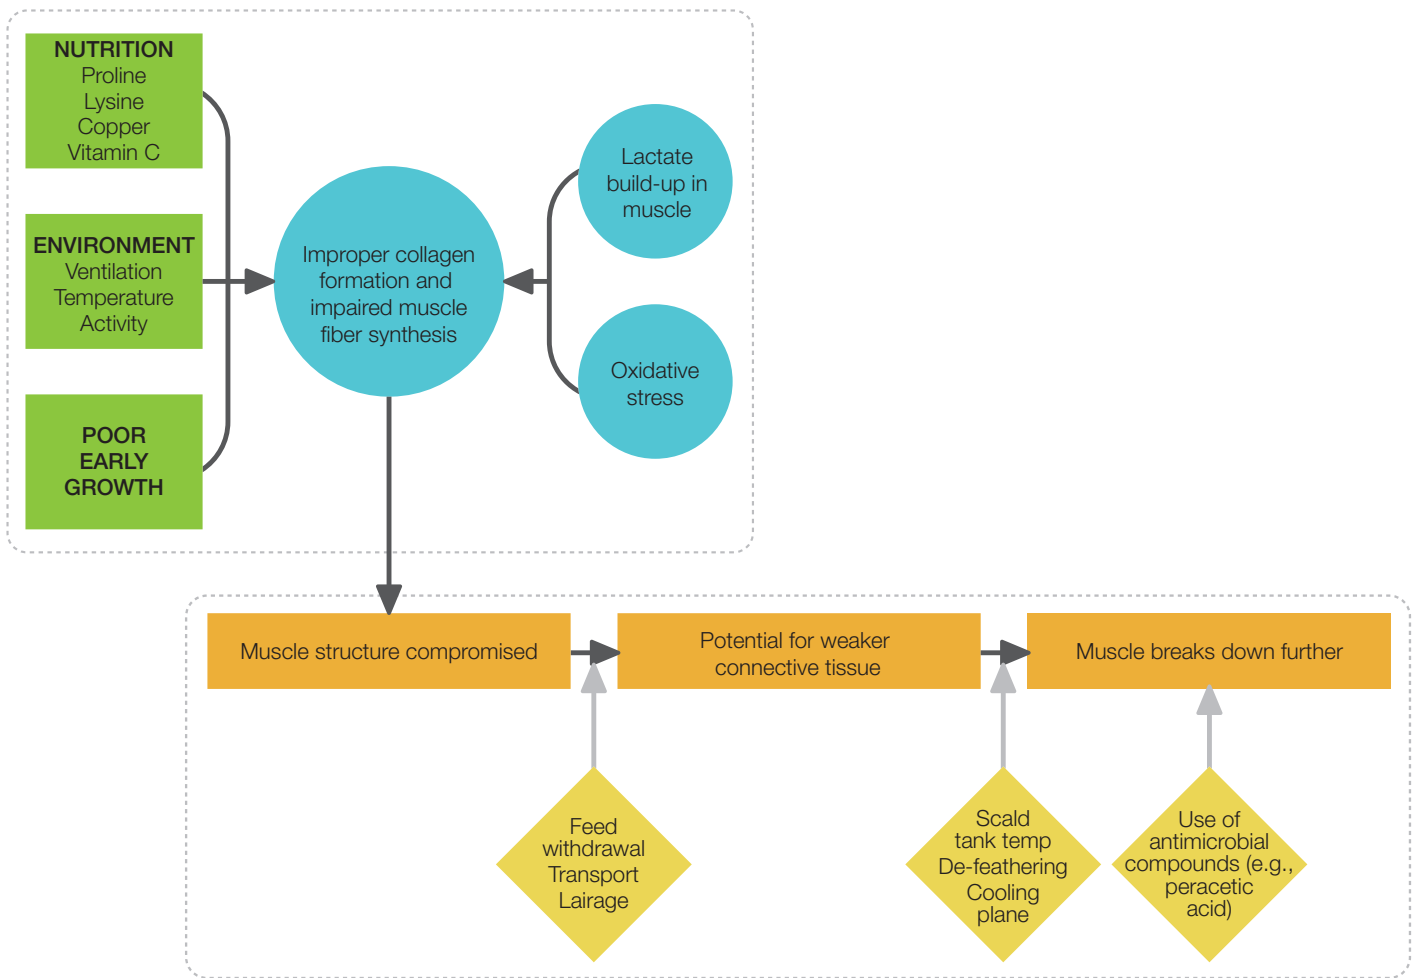 NUTRITION
Proline
Lysine
Copper
Vitamin C
ENVIRONMENT
Ventilation
Temperature
Activity
POOR
EARLY
GROWTH
Improper collagen
formation and
impaired muscle
fiber synthesis
Lactate
build-up in
muscle
Oxidative
stress
Muscle structure compromised
Potential for weaker
connective tissue
Muscle breaks down further
Feed
withdrawal
Transport
Lairage
Scald
tank temp
De-feathering
Cooling
plane
Use of
antimicrobial
compounds (e.g.,
peracetic
acid)